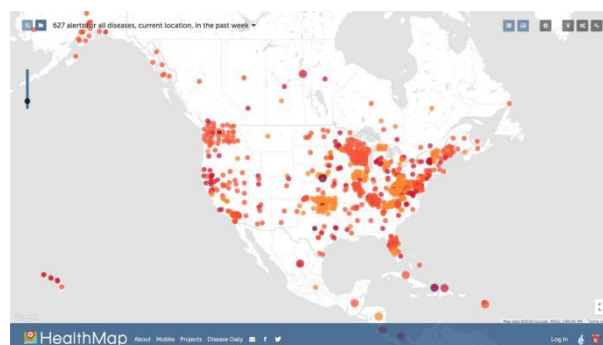 627 alerts for all diseases, current location, in the past week
Google
HealthMap About Mobile Projects Disease Daily f Log In